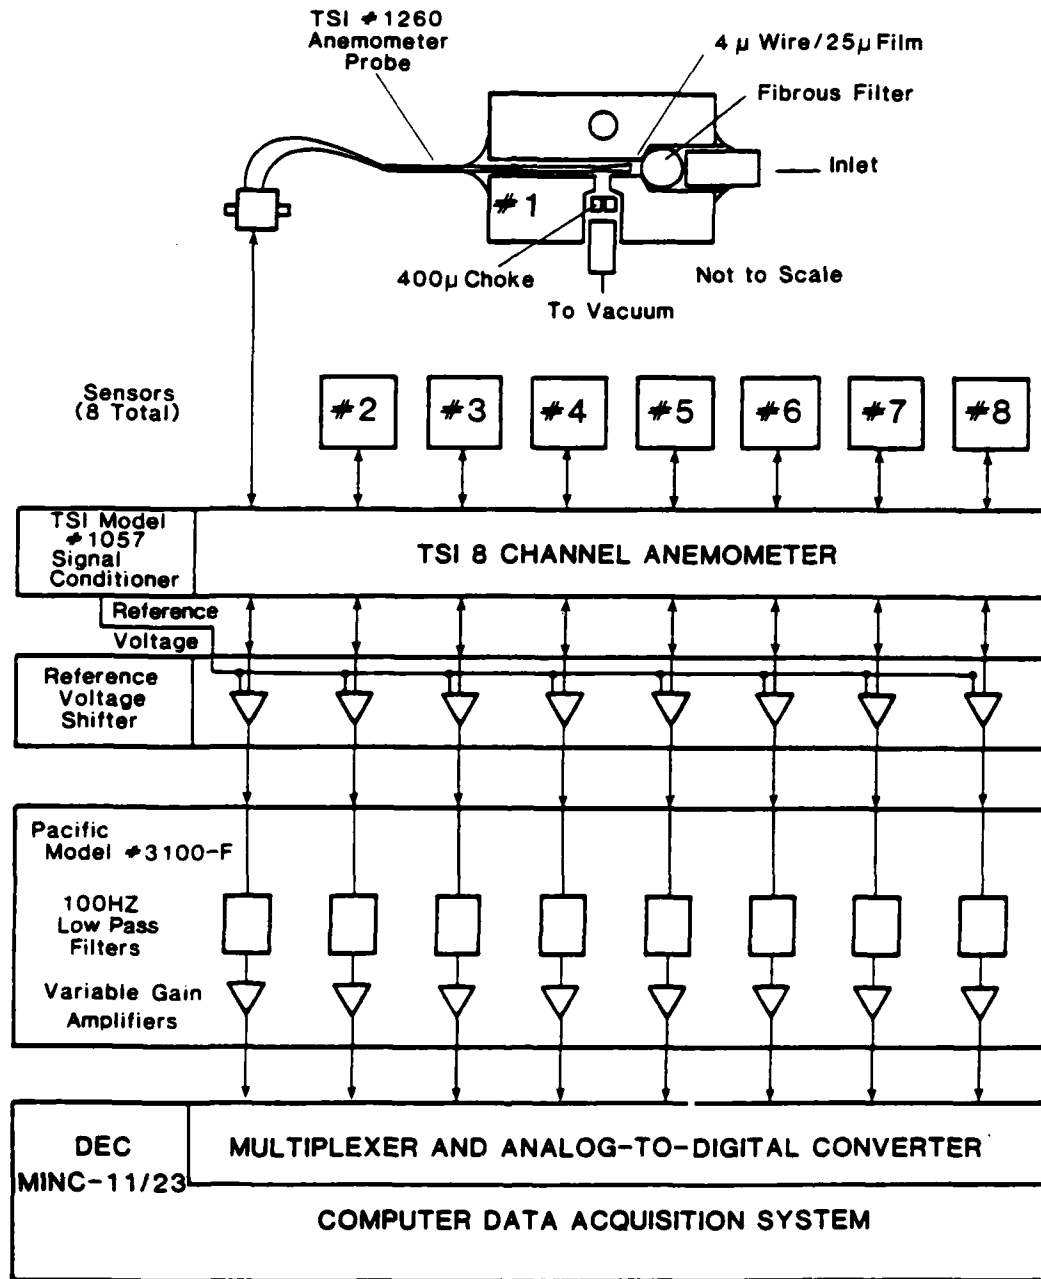 TSI #1260
Anemometer
Probe
4 μ Wire/25μ Film
Fibrous Filter
Inlet
#1
400μ Choke
Not to Scale
To Vacuum
Sensors
(8 Total)
#2
#3
#4
#5
#6
#7
#8
TSI Model
#1057
Signal
Conditioner
TSI 8 CHANNEL ANEMOMETER
Reference
Voltage
Reference
Voltage
Shifter
Pacific
Model #3100-F
100HZ
Low Pass
Filters
Variable Gain
Amplifiers
DEC
MINC-11/23
MULTIPLEXER AND ANALOG-TO-DIGITAL CONVERTER
COMPUTER DATA ACQUISITION SYSTEM